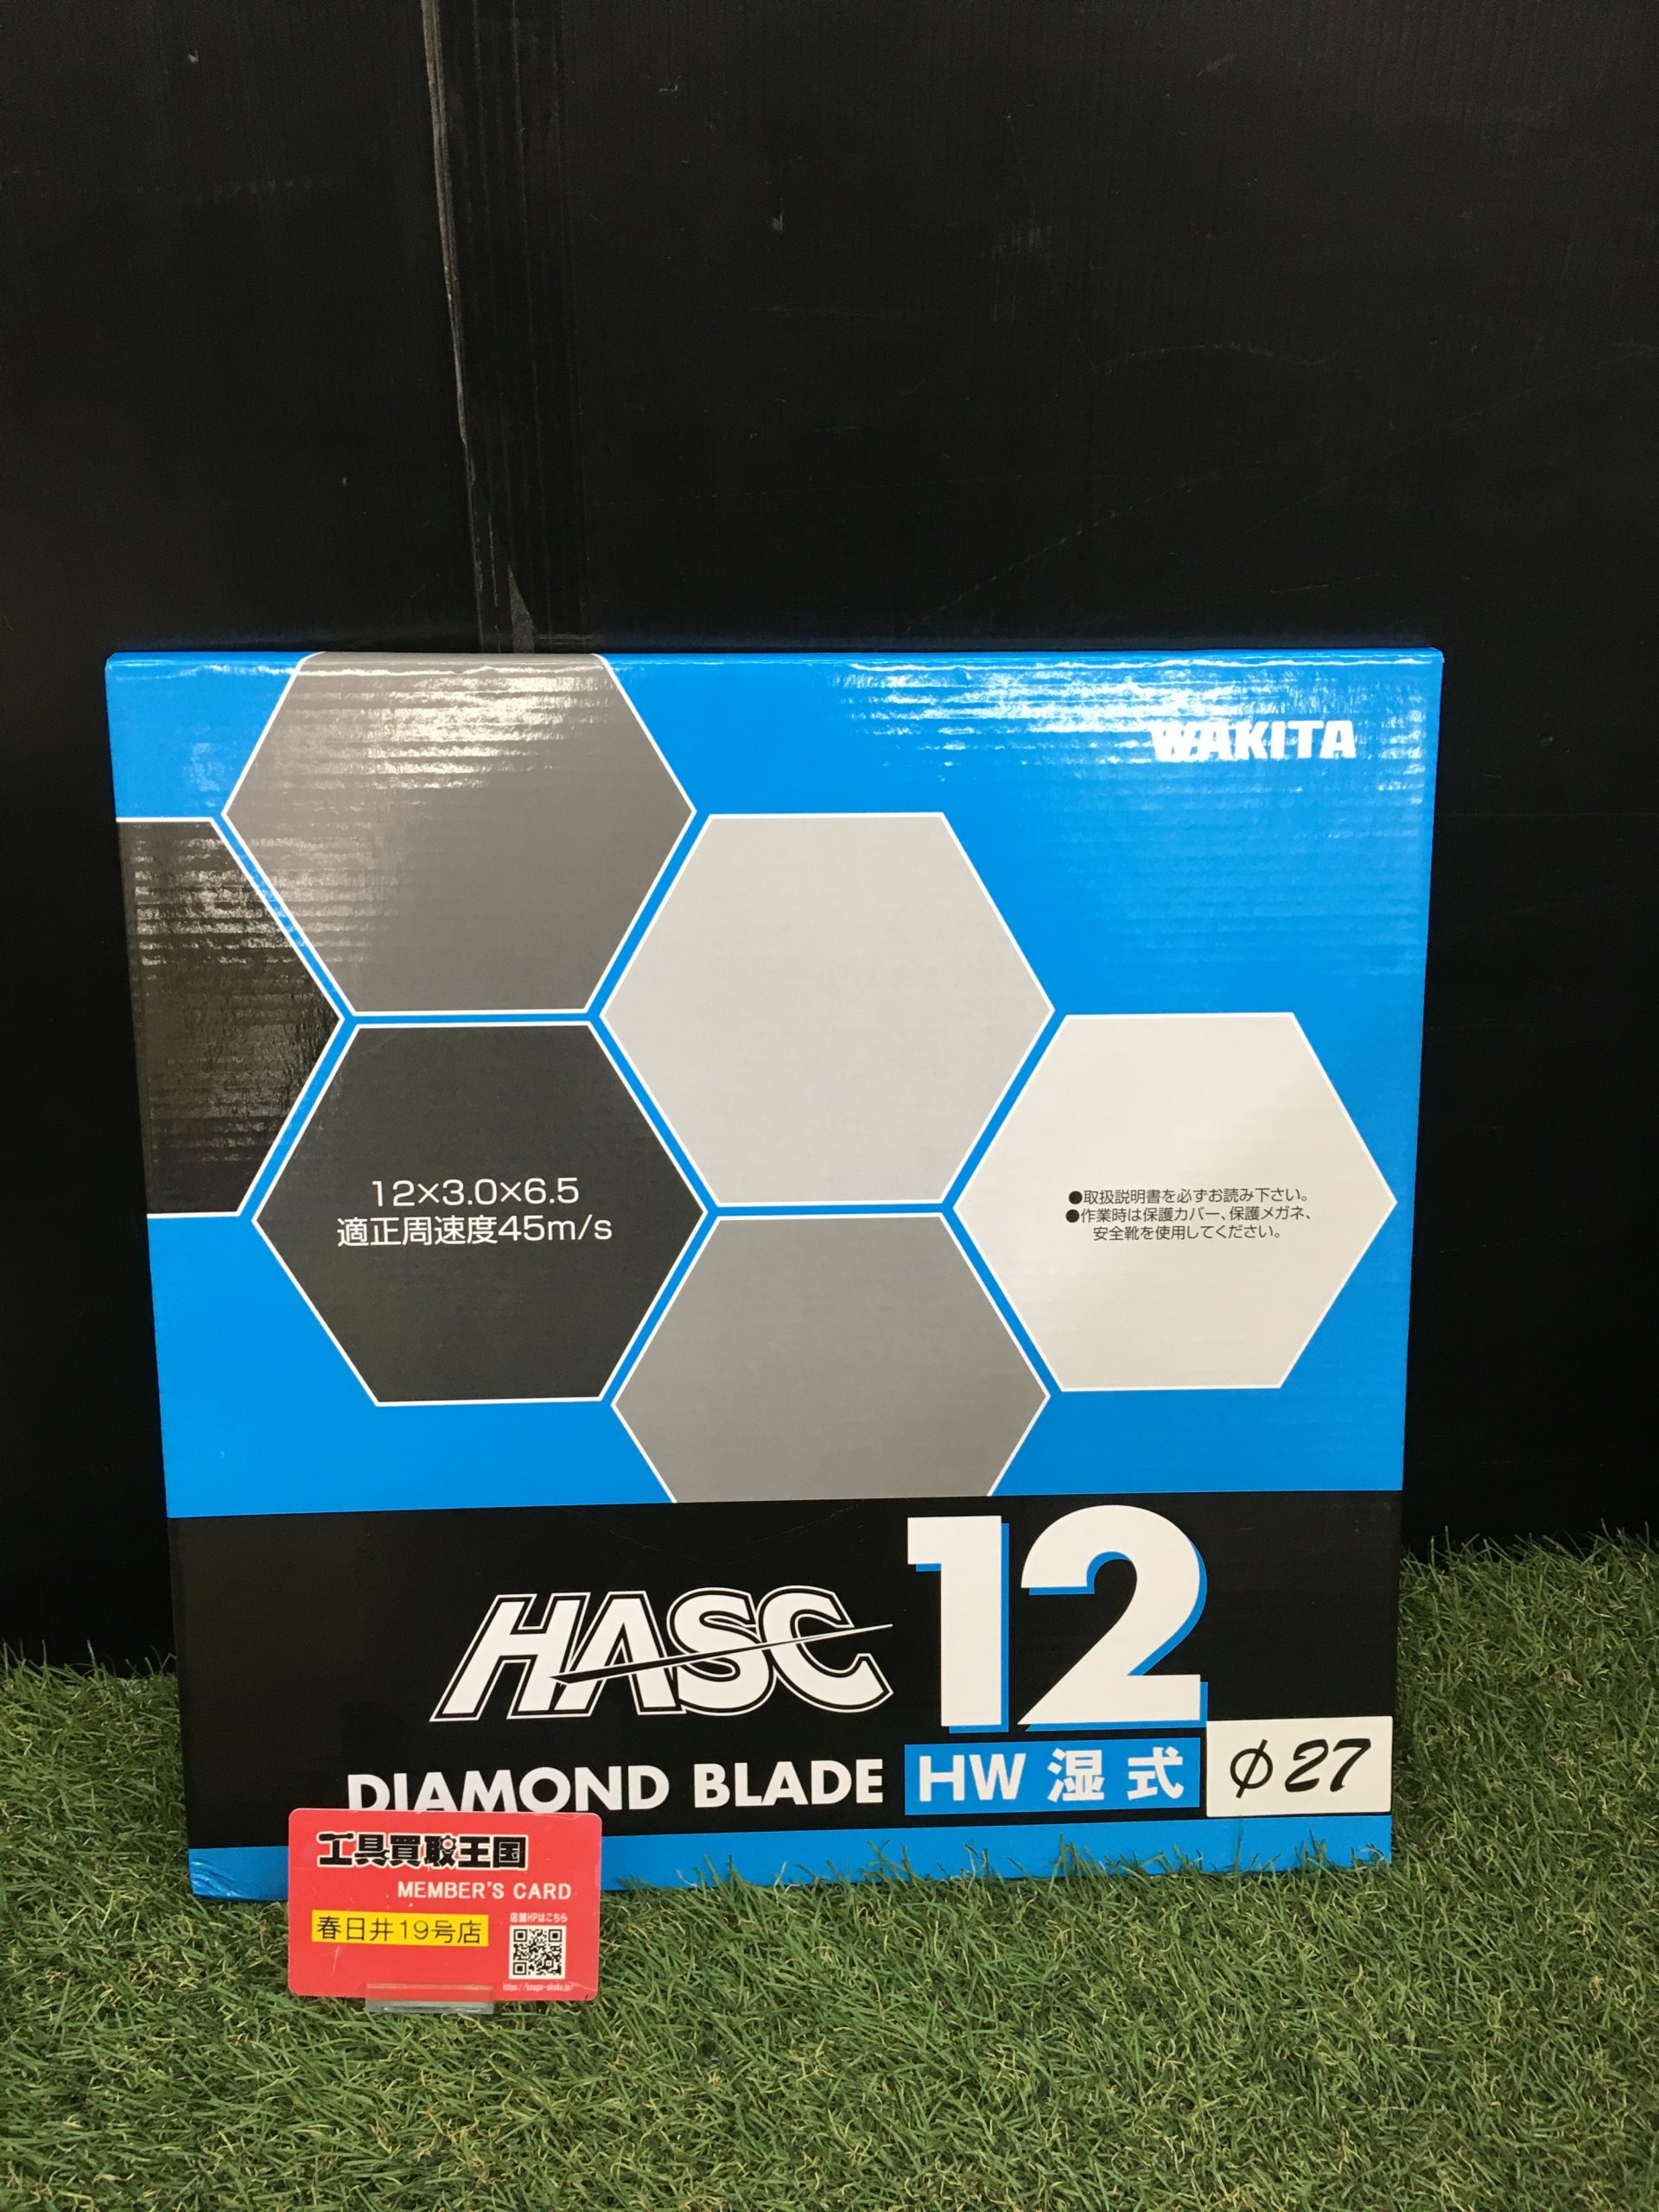 WAKITA
12×3.0×6.5
適正周速度45m/s
●取扱説明書を必ずお読み下さい。
●作業時は保護カバー、保護メガネ、
安全靴を使用してください。
HASC 12
DIAMOND BLADE HW 湿式 φ27
工具買取王国
MEMBER'S CARD
春日井19号店
店舗HPはこちら